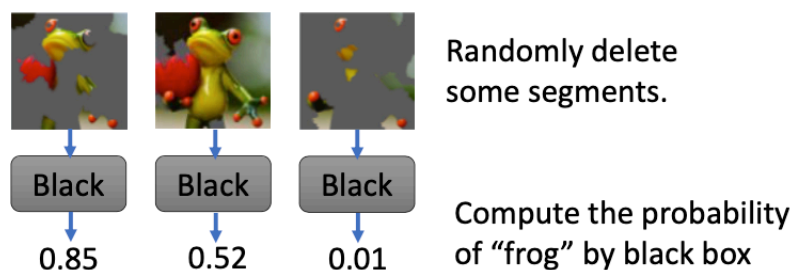 Randomly delete
some segments.
Black Black Black
0.85 0.52 0.01
Compute the probability
of “frog” by black box